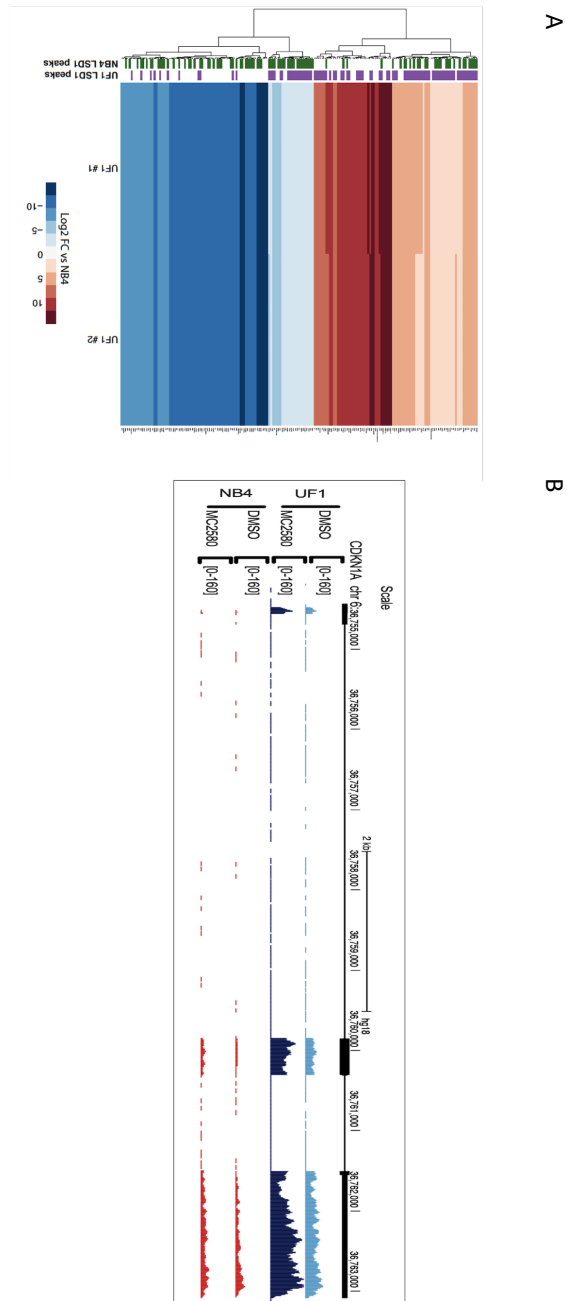 A
NB4 LSD1 peaks
UF1 LSD1 peaks
UF1 #1
UF1 #2
-10
-5
0
5
10
Log2 FC vs NB4
B
Scale
2 kb
hg18
chr 6:
36,755,000 |
36,756,000 |
36,757,000 |
36,758,000 |
36,759,000 |
36,760,000 |
36,761,000 |
36,762,000 |
36,763,000 |
CDKN1A
UF1
DMSO
[0-160]
MC2580
[0-160]
NB4
DMSO
[0-160]
MC2580
[0-160]